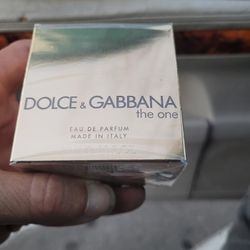 DOLCE & GABBANA
the one
EAU DE PARFUM
MADE IN ITALY